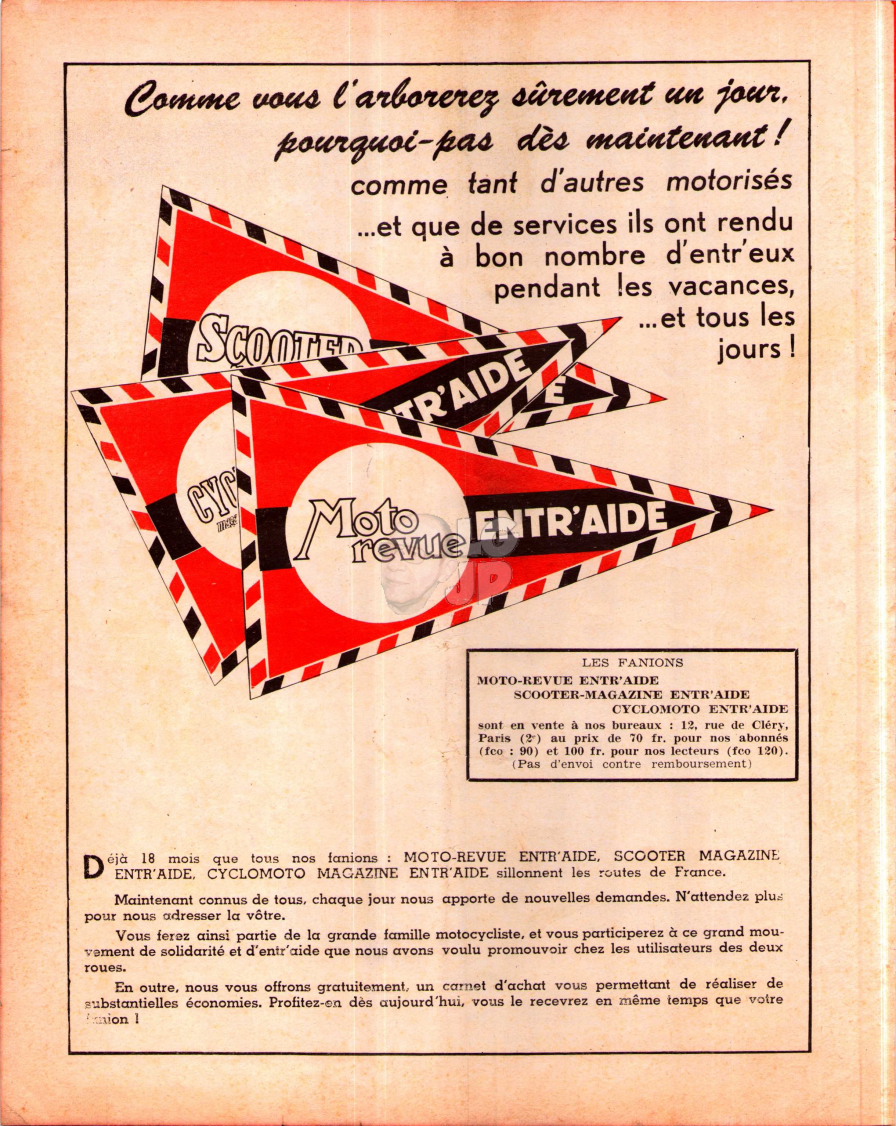 Comme vous l'arborerez sûrement un jour,
pourquoi-pas dès maintenant !
comme tant d'autres motorisés
...et que de services ils ont rendu
à bon nombre d'entr'eux
pendant les vacances,
...et tous les
jours !
SCOOTER
E
TR'AIDE
CYC
Moto
revue
ENTR'AIDE
UP
LES FANIONS
MOTO-REVUE ENTR'AIDE
SCOOTER-MAGAZINE ENTR'AIDE
CYCLOMOTO ENTR'AIDE
sont en vente à nos bureaux : 12, rue de Cléry,
Paris (2e) au prix de 70 fr. pour nos abonnés
(fco : 90) et 100 fr. pour nos lecteurs (fco 120).
(Pas d'envoi contre remboursement)
Déjà 18 mois que tous nos fanions : MOTO-REVUE ENTR'AIDE, SCOOTER MAGAZINE
ENTR'AIDE, CYCLOMOTO MAGAZINE ENTR'AIDE sillonnent les routes de France.
Maintenant connus de tous, chaque jour nous apporte de nouvelles demandes. N'attendez plus
pour nous adresser la vôtre.
Vous ferez ainsi partie de la grande famille motocycliste, et vous participerez à ce grand mou-
vement de solidarité et d'entr'aide que nous avons voulu promouvoir chez les utilisateurs des deux
roues.
En outre, nous vous offrons gratuitement, un carnet d'achat vous permettant de réaliser de
substantielles économies. Profitez-en dès aujourd'hui, vous le recevrez en même temps que votre
fanion !